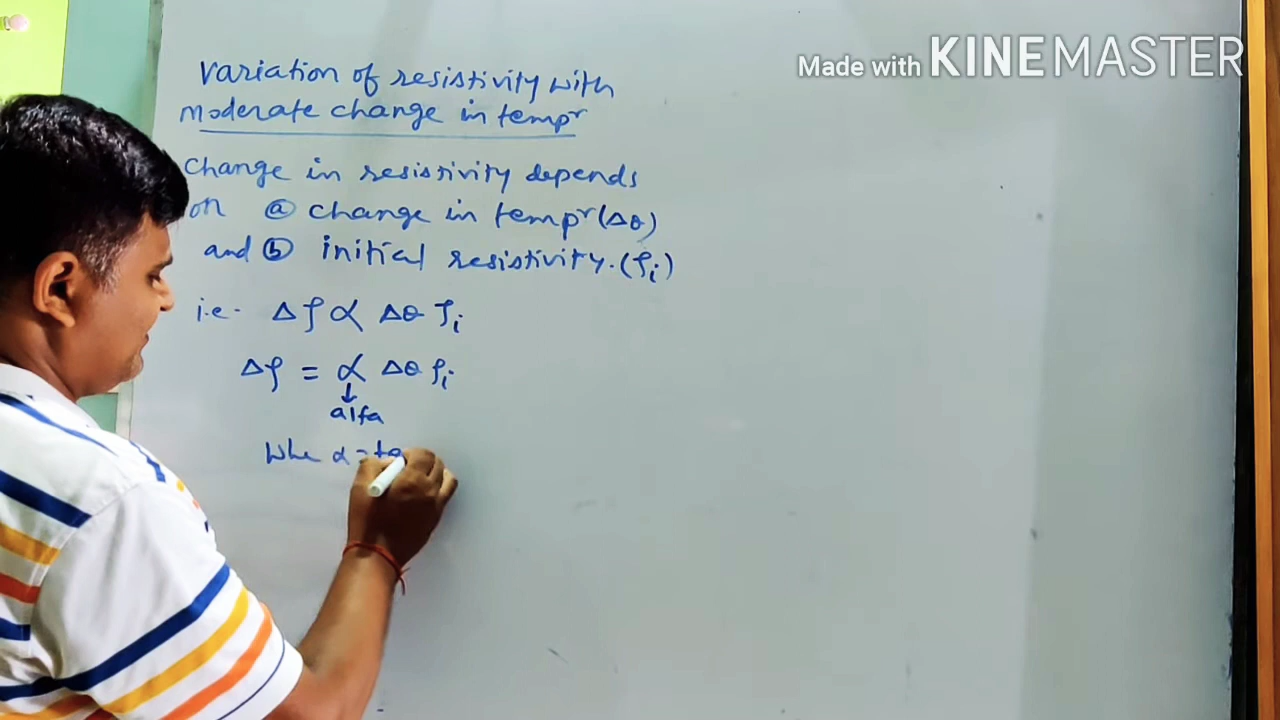 Made with KINEMASTER
Variation of resistivity with
moderate change in tempr
Change in resistivity depends
on ⓐ change in tempr (Δθ)
and ⓑ initial resistivity. (ρi)
i.e. Δρ ∝ Δθ ρi
Δρ = α Δθ ρi
↓
alfa
Whe α =